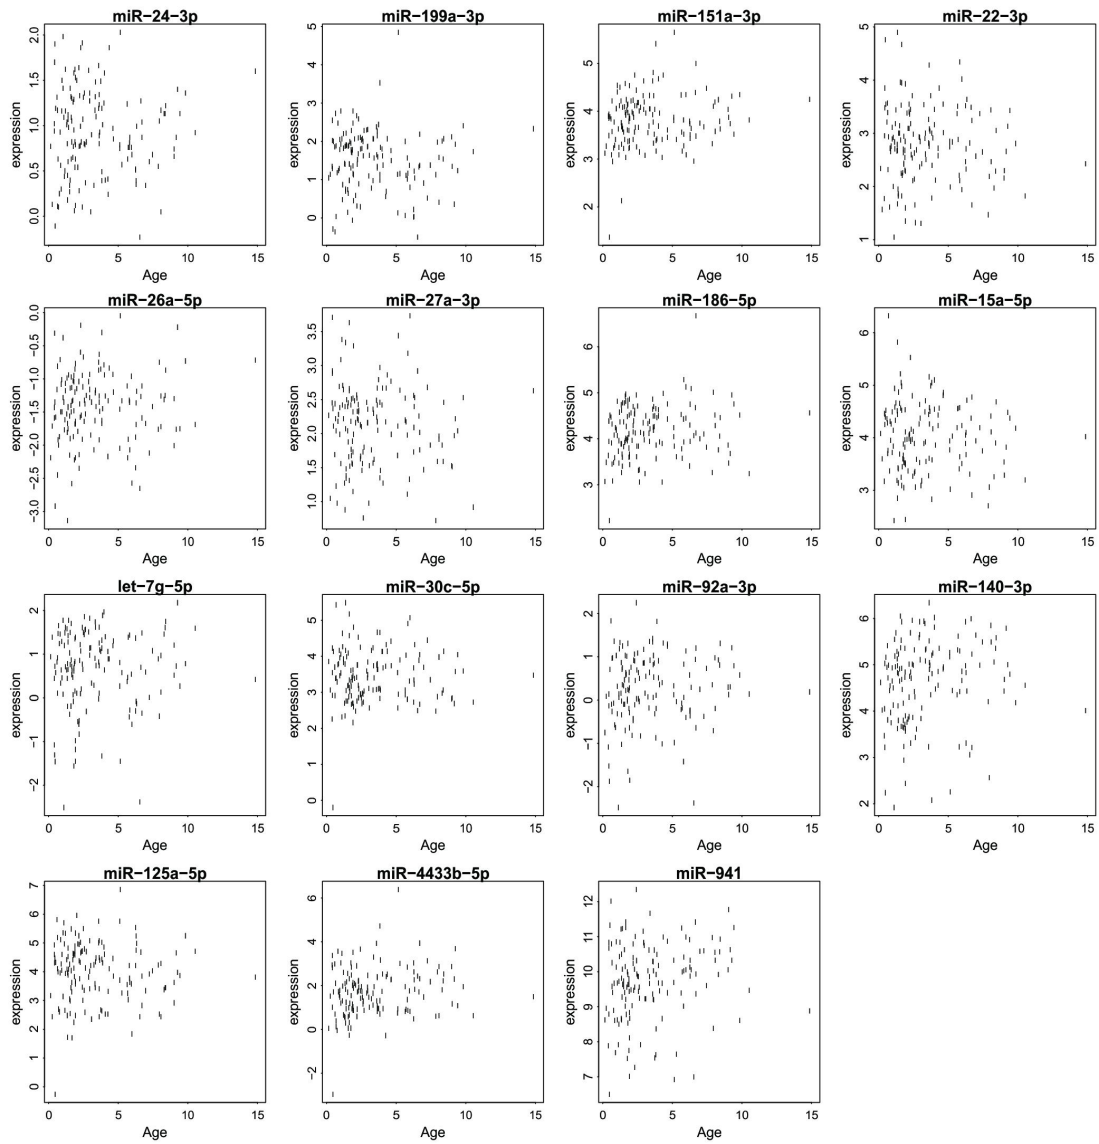 miR−24−3p
miR−199a−3p
miR−151a−3p
miR−22−3p
expression
0.0 0.5 1.0 1.5 2.0
0 5 10 15
Age
expression
0 1 2 3 4 5
0 5 10 15
Age
expression
2 3 4 5
0 5 10 15
Age
expression
1 2 3 4 5
0 5 10 15
Age
miR−26a−5p
miR−27a−3p
miR−186−5p
miR−15a−5p
expression
−3.0 −2.5 −2.0 −1.5 −1.0 −0.5 0.0
0 5 10 15
Age
expression
1.0 1.5 2.0 2.5 3.0 3.5
0 5 10 15
Age
expression
3 4 5 6
0 5 10 15
Age
expression
3 4 5 6
0 5 10 15
Age
let−7g−5p
miR−30c−5p
miR−92a−3p
miR−140−3p
expression
−2 −1 0 1 2
0 5 10 15
Age
expression
0 1 2 3 4 5
0 5 10 15
Age
expression
−2 −1 0 1 2
0 5 10 15
Age
expression
2 3 4 5 6
0 5 10 15
Age
miR−125a−5p
miR−4433b−5p
miR−941
expression
0 1 2 3 4 5 6 7
0 5 10 15
Age
expression
−2 0 2 4 6
0 5 10 15
Age
expression
7 8 9 10 11 12
0 5 10 15
Age